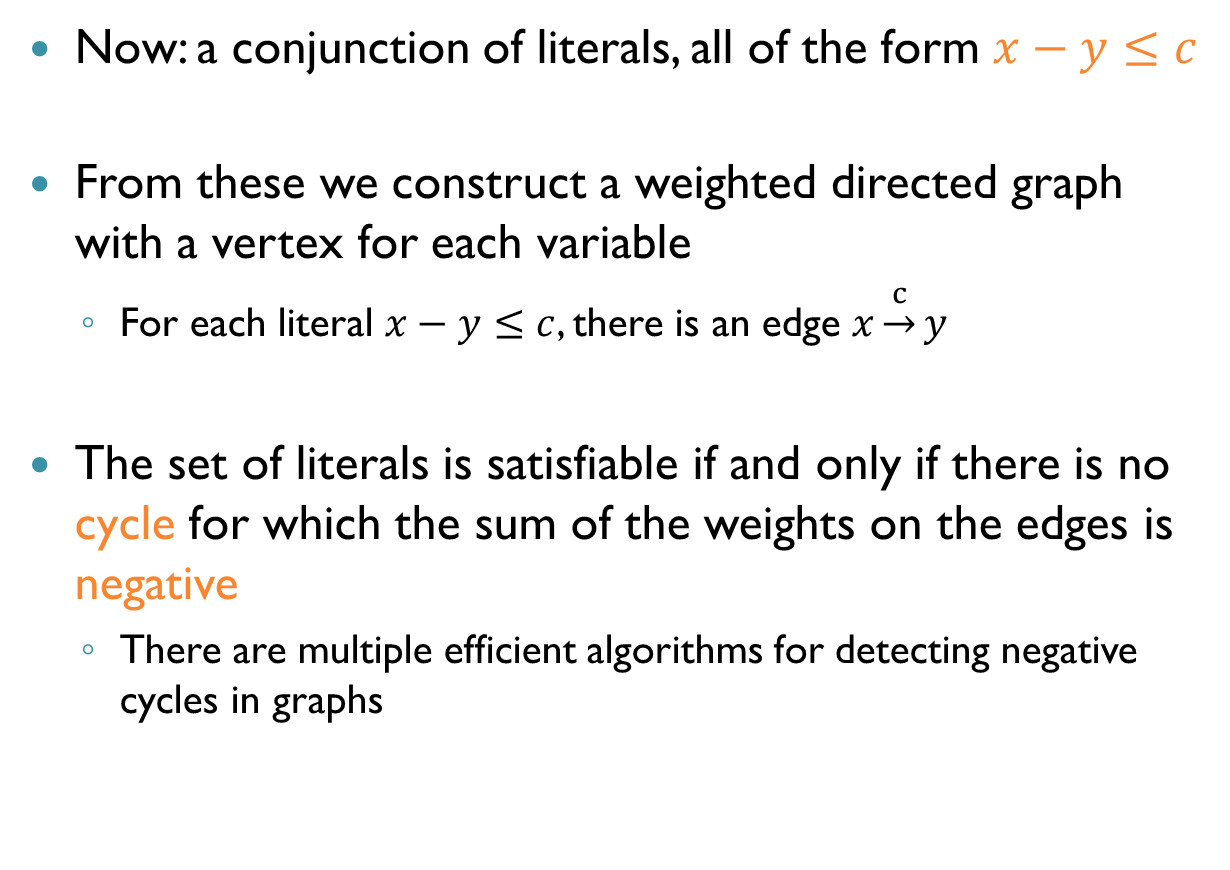 • Now: a conjunction of literals, all of the form x − y ≤ c
• From these we construct a weighted directed graph
with a vertex for each variable
◦ For each literal x − y ≤ c, there is an edge x →ᶜ y
• The set of literals is satisfiable if and only if there is no
cycle for which the sum of the weights on the edges is
negative
◦ There are multiple efficient algorithms for detecting negative
cycles in graphs